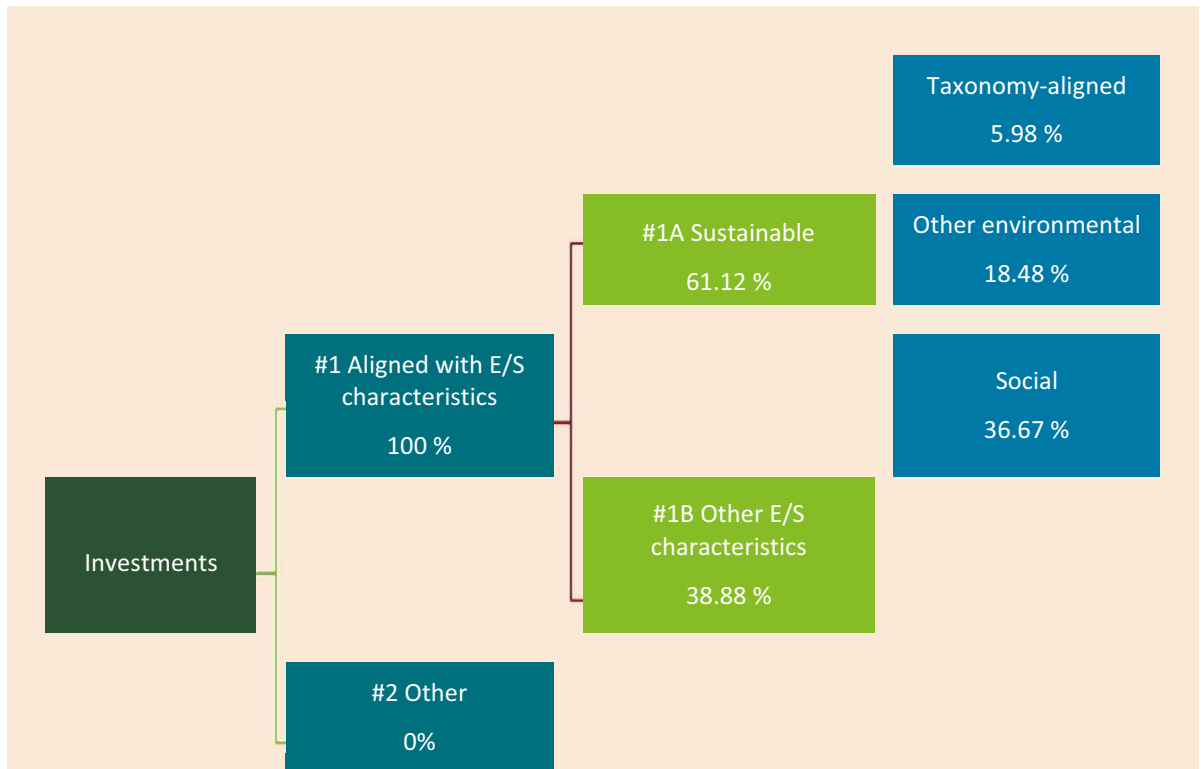 Investments
#1 Aligned with E/S
characteristics
100 %
#2 Other
0%
#1A Sustainable
61.12 %
#1B Other E/S
characteristics
38.88 %
Taxonomy-aligned
5.98 %
Other environmental
18.48 %
Social
36.67 %